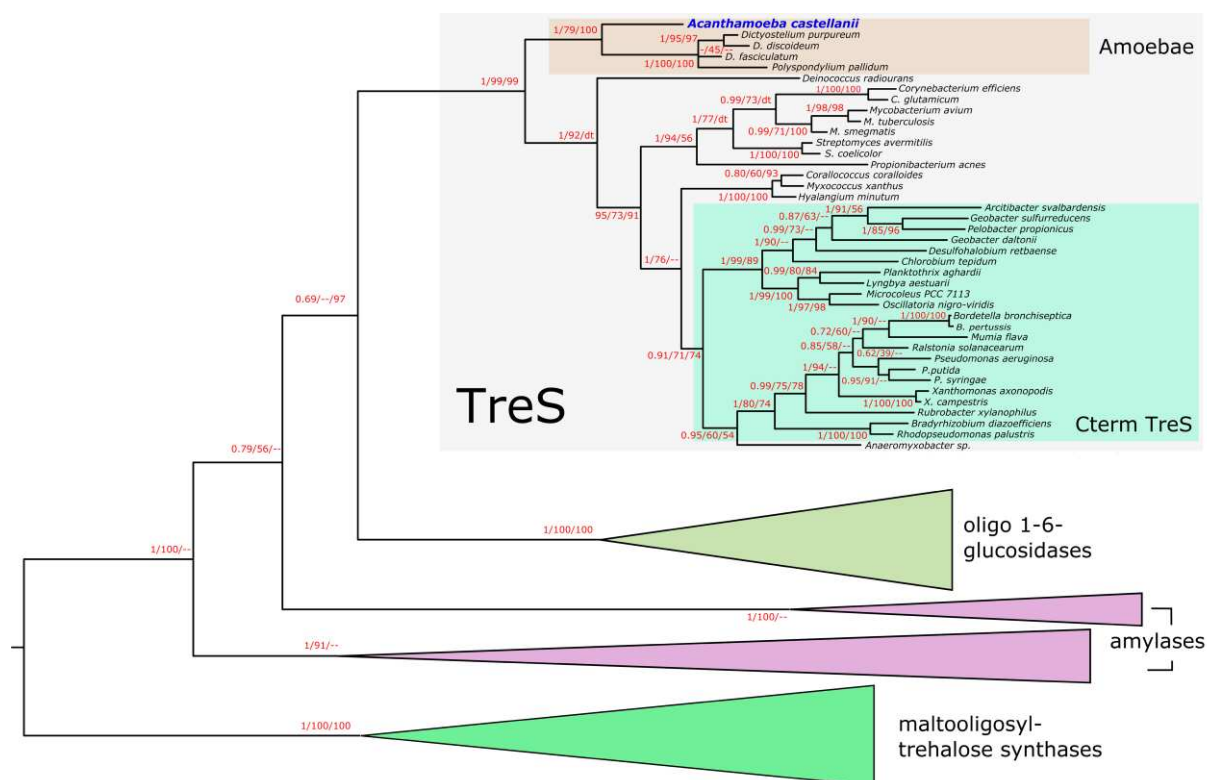 Acanthamoeba castellanii
1/79/100
Dictyostelium purpureum
1/95/97
D. discoideum
-/45/--
D. fasciculatum
Amoebae
1/100/100
Polyspondylium pallidum
1/99/99
Deinococcus radiourans
1/100/100
Corynebacterium efficiens
0.99/73/dt
C. glutamicum
1/98/98
Mycobacterium avium
1/77/dt
M. tuberculosis
0.99/71/100
M. smegmatis
1/92/dt
1/94/56
Streptomyces avermitilis
1/100/100
S. coelicolor
Propionibacterium acnes
0.80/60/93
Corallococcus coralloides
Myxococcus xanthus
1/100/100
Hyalangium minutum
95/73/91
1/91/56
Arcitibacter svalbardensis
0.87/63/--
Geobacter sulfurreducens
0.99/73/--
1/85/96
Pelobacter propionicus
1/90/--
Geobacter daltonii
Desulfohalobium retbaense
1/76/--
1/99/89
Chlorobium tepidum
0.99/80/84
Planktothrix aghardii
Lyngbya aestuarii
1/99/100
Microcoleus PCC 7113
1/97/98
Oscillatoria nigro-viridis
0.69/--/97
1/100/100
Bordetella bronchiseptica
1/90/--
B. pertussis
0.72/60/--
Mumia flava
0.85/58/--
Ralstonia solanacearum
0.91/71/74
0.62/39/--
Pseudomonas aeruginosa
1/94/--
P.putida
0.95/91/--
P. syringae
0.99/75/78
Xanthomonas axonopodis
1/100/100
X. campestris
TreS
1/80/74
Rubrobacter xylanophilus
Bradyrhizobium diazoefficiens
Cterm TreS
0.95/60/54
1/100/100
Rhodopseudomonas palustris
Anaeromyxobacter sp.
0.79/56/--
1/100/100
oligo 1-6-
glucosidases
1/100/--
1/100/--
amylases
1/91/--
1/100/100
maltooligosyl-
trehalose synthases